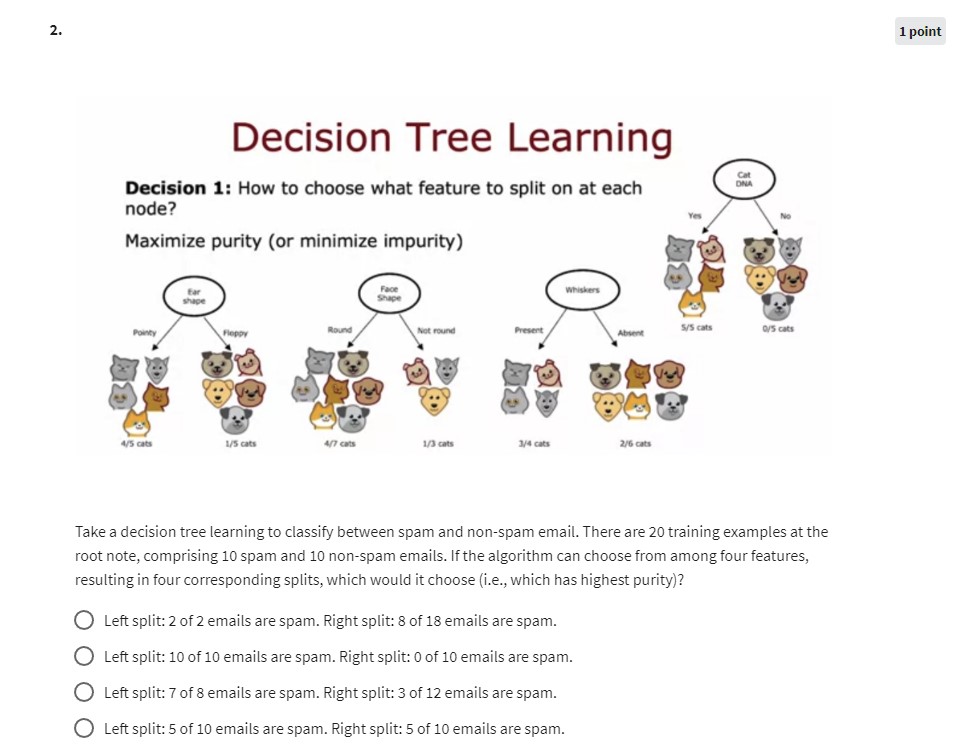 2.
1 point
Decision Tree Learning
Decision 1: How to choose what feature to split on at each
node?
Maximize purity (or minimize impurity)
Cat
DNA
Yes
No
5/5 cats
0/5 cats
Ear
shape
Pointy
Floppy
4/5 cats
1/5 cats
Face
Shape
Round
Not round
4/7 cats
1/3 cats
Whiskers
Present
Absent
3/4 cats
2/6 cats
Take a decision tree learning to classify between spam and non-spam email. There are 20 training examples at the
root note, comprising 10 spam and 10 non-spam emails. If the algorithm can choose from among four features,
resulting in four corresponding splits, which would it choose (i.e., which has highest purity)?
Left split: 2 of 2 emails are spam. Right split: 8 of 18 emails are spam.
Left split: 10 of 10 emails are spam. Right split: 0 of 10 emails are spam.
Left split: 7 of 8 emails are spam. Right split: 3 of 12 emails are spam.
Left split: 5 of 10 emails are spam. Right split: 5 of 10 emails are spam.